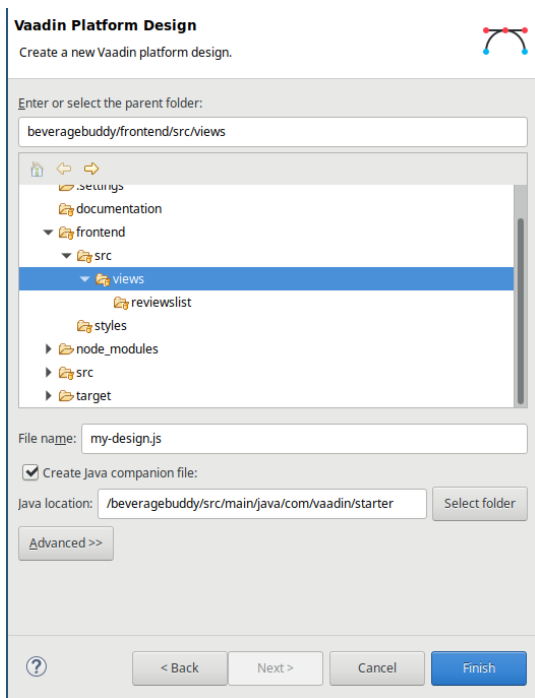 Vaadin Platform Design
Create a new Vaadin platform design.
Enter or select the parent folder:
beveragebuddy/frontend/src/views
.settings
documentation
frontend
src
views
reviewslist
styles
node_modules
src
target
File name: my-design.js
Create Java companion file:
Java location: /beveragebuddy/src/main/java/com/vaadin/starter Select folder
Advanced >>
? < Back Next > Cancel Finish